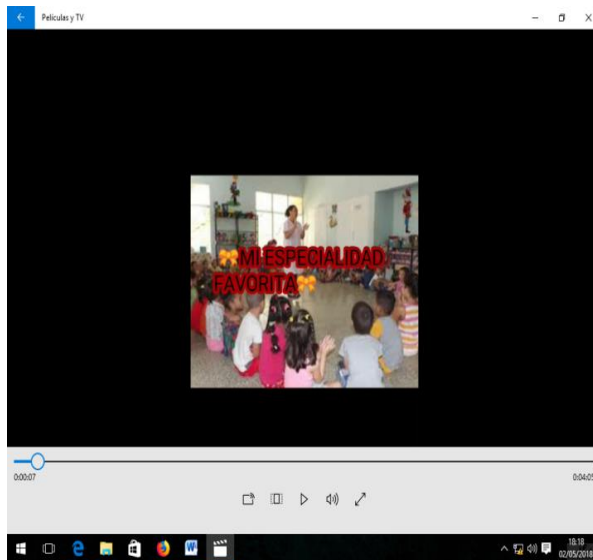 Películas y TV
MI ESPECIALIDAD
FAVORITA
0:00:07
0:04:05
18:18
02/05/2018